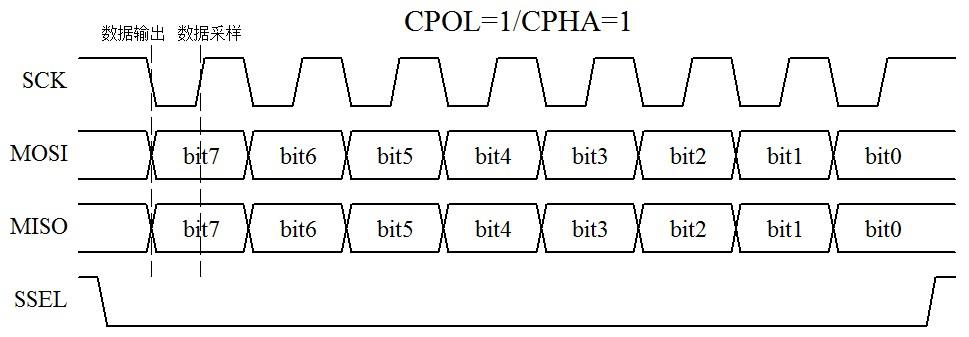 CPOL=1/CPHA=1
数据输出 数据采样
SCK
MOSI bit7 bit6 bit5 bit4 bit3 bit2 bit1 bit0
MISO bit7 bit6 bit5 bit4 bit3 bit2 bit1 bit0
SSEL